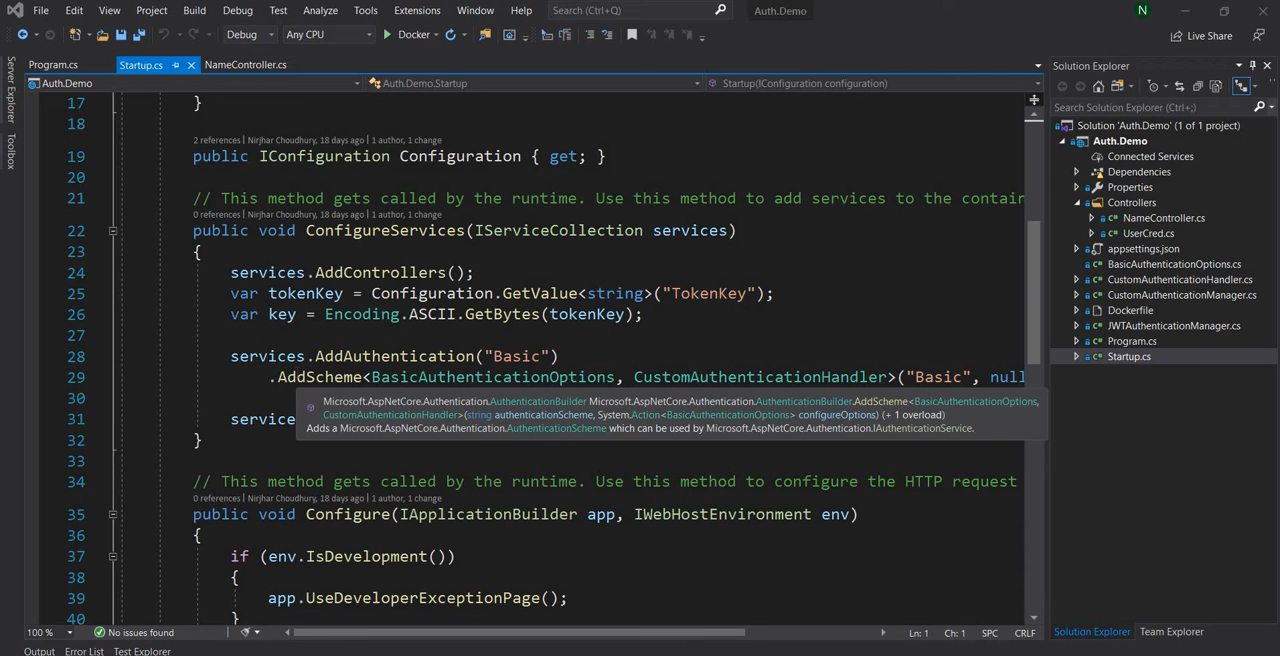 File Edit View Project Build Debug Test Analyze Tools Extensions Window Help Search (Ctrl+;) Auth.Demo N
Debug Any CPU Docker Live Share
Server Explorer
Toolbox
Program.cs Startup.cs NameController.cs
Auth.Demo Auth.Demo.Startup Startup(IConfiguration configuration)
17 }
18
2 references | Nirjhar Choudhury, 18 days ago | 1 author, 1 change
19 public IConfiguration Configuration { get; }
20
21 // This method gets called by the runtime. Use this method to add services to the contain
0 references | Nirjhar Choudhury, 18 days ago | 1 author, 1 change
22 public void ConfigureServices(IServiceCollection services)
23 {
24 services.AddControllers();
25 var tokenKey = Configuration.GetValue<string>("TokenKey");
26 var key = Encoding.ASCII.GetBytes(tokenKey);
27
28 services.AddAuthentication("Basic")
29 .AddScheme<BasicAuthenticationOptions, CustomAuthenticationHandler>("Basic", null
30
Microsoft.AspNetCore.Authentication.AuthenticationBuilder Microsoft.AspNetCore.Authentication.AuthenticationBuilder.AddScheme<BasicAuthenticationOptions,
CustomAuthenticationHandler>(string authenticationScheme, System.Action<BasicAuthenticationOptions> configureOptions) (+ 1 overload)
Adds a Microsoft.AspNetCore.Authentication.AuthenticationScheme which can be used by Microsoft.AspNetCore.Authentication.IAuthenticationService.
31 service
32 }
33
34 // This method gets called by the runtime. Use this method to configure the HTTP request
0 references | Nirjhar Choudhury, 18 days ago | 1 author, 1 change
35 public void Configure(IApplicationBuilder app, IWebHostEnvironment env)
36 {
37 if (env.IsDevelopment())
38 {
39 app.UseDeveloperExceptionPage();
40 }
100 % No issues found Ln: 1 Ch: 1 SPC CRLF
Output Error List Test Explorer
Solution Explorer
Search Solution Explorer (Ctrl+;)
Solution 'Auth.Demo' (1 of 1 project)
Auth.Demo
Connected Services
Dependencies
Properties
Controllers
NameController.cs
UserCred.cs
appsettings.json
BasicAuthenticationOptions.cs
CustomAuthenticationHandler.cs
CustomAuthenticationManager.cs
Dockerfile
JWTAuthenticationManager.cs
Program.cs
Startup.cs
Solution Explorer Team Explorer